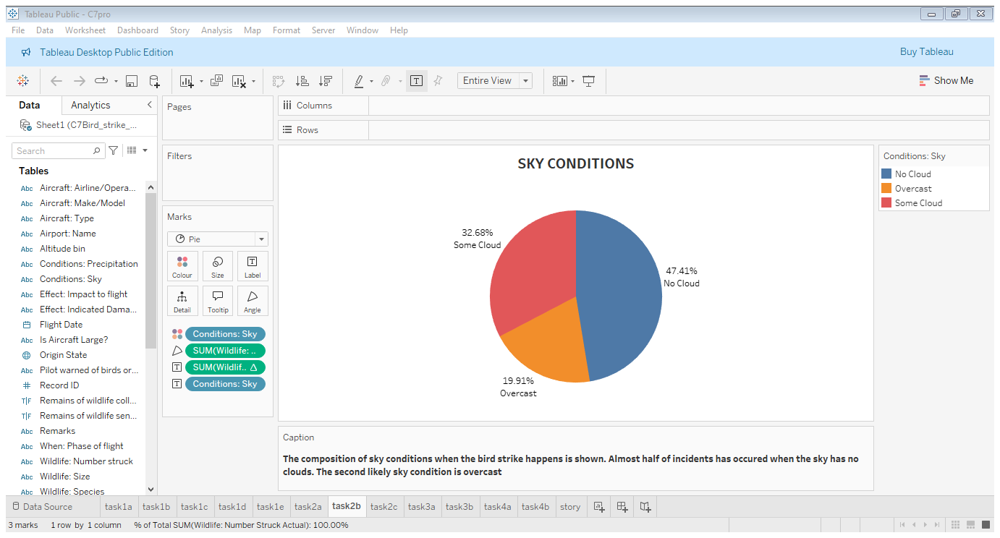 Tableau Public - C7pro
File Data Worksheet Dashboard Story Analysis Map Format Server Window Help
Tableau Desktop Public Edition
Buy Tableau
Entire View
Show Me
Data
Analytics
Sheet1 (C7Bird_strike_...
Search
Tables
Abc Aircraft: Airline/Opera...
Abc Aircraft: Make/Model
Abc Aircraft: Type
Abc Airport: Name
Abc Altitude bin
Abc Conditions: Precipitation
Abc Conditions: Sky
Abc Effect: Impact to flight
Abc Effect: Indicated Dama...
Flight Date
Abc Is Aircraft Large?
Origin State
Abc Pilot warned of birds or...
# Record ID
T|F Remains of wildlife coll...
T|F Remains of wildlife sen...
Abc Remarks
Abc When: Phase of flight
Abc Wildlife: Number struck
Abc Wildlife: Size
Abc Wildlife: Species
Pages
Filters
Marks
Pie
Colour Size Label
Detail Tooltip Angle
Conditions: Sky
SUM(Wildlife: ..
SUM(Wildlif.. Δ
Conditions: Sky
Columns
Rows
SKY CONDITIONS
32.68%
Some Cloud
47.41%
No Cloud
19.91%
Overcast
Caption
The composition of sky conditions when the bird strike happens is shown. Almost half of incidents has occured when the sky has no
clouds. The second likely sky condition is overcast
Conditions: Sky
No Cloud
Overcast
Some Cloud
Data Source task1a task1b task1c task1d task1e task2a task2b task2c task3a task3b task4a task4b story
3 marks 1 row by 1 column % of Total SUM(Wildlife: Number Struck Actual): 100.00%